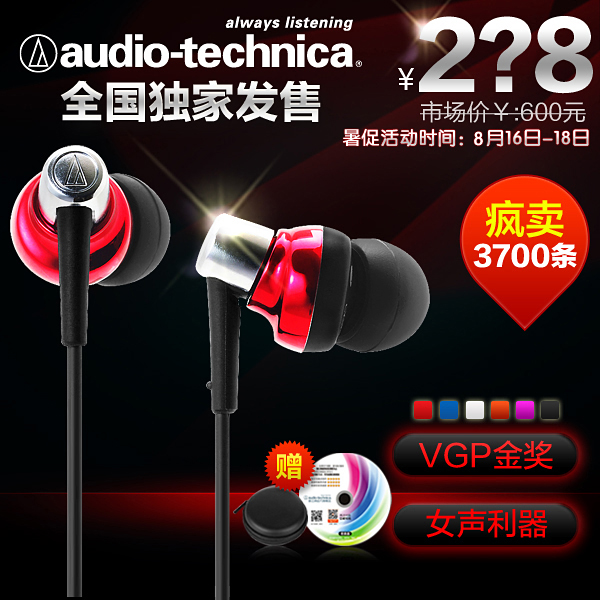 always listening
audio-technica®
全国独家发售
¥2?8
市场价￥:600元
暑促活动时间：8月16日-18日
疯卖
3700条
VGP金奖
女声利器
赠
audio-technica